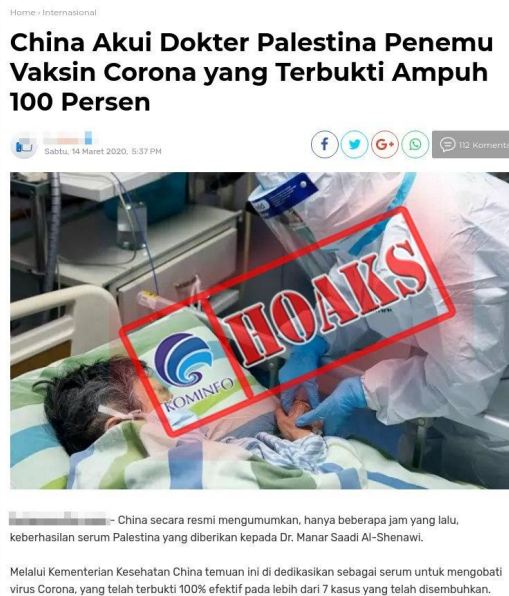 Home › Internasional
China Akui Dokter Palestina Penemu
Vaksin Corona yang Terbukti Ampuh
100 Persen
Sabtu, 14 Maret 2020, 5:37 PM
112 Komenta
HOAKS
KOMINFO
- China secara resmi mengumumkan, hanya beberapa jam yang lalu,
keberhasilan serum Palestina yang diberikan kepada Dr. Manar Saadi Al-Shenawi.
Melalui Kementerian Kesehatan China temuan ini di dedikasikan sebagai serum untuk mengobati
virus Corona, yang telah terbukti 100% efektif pada lebih dari 7 kasus yang telah disembuhkan.